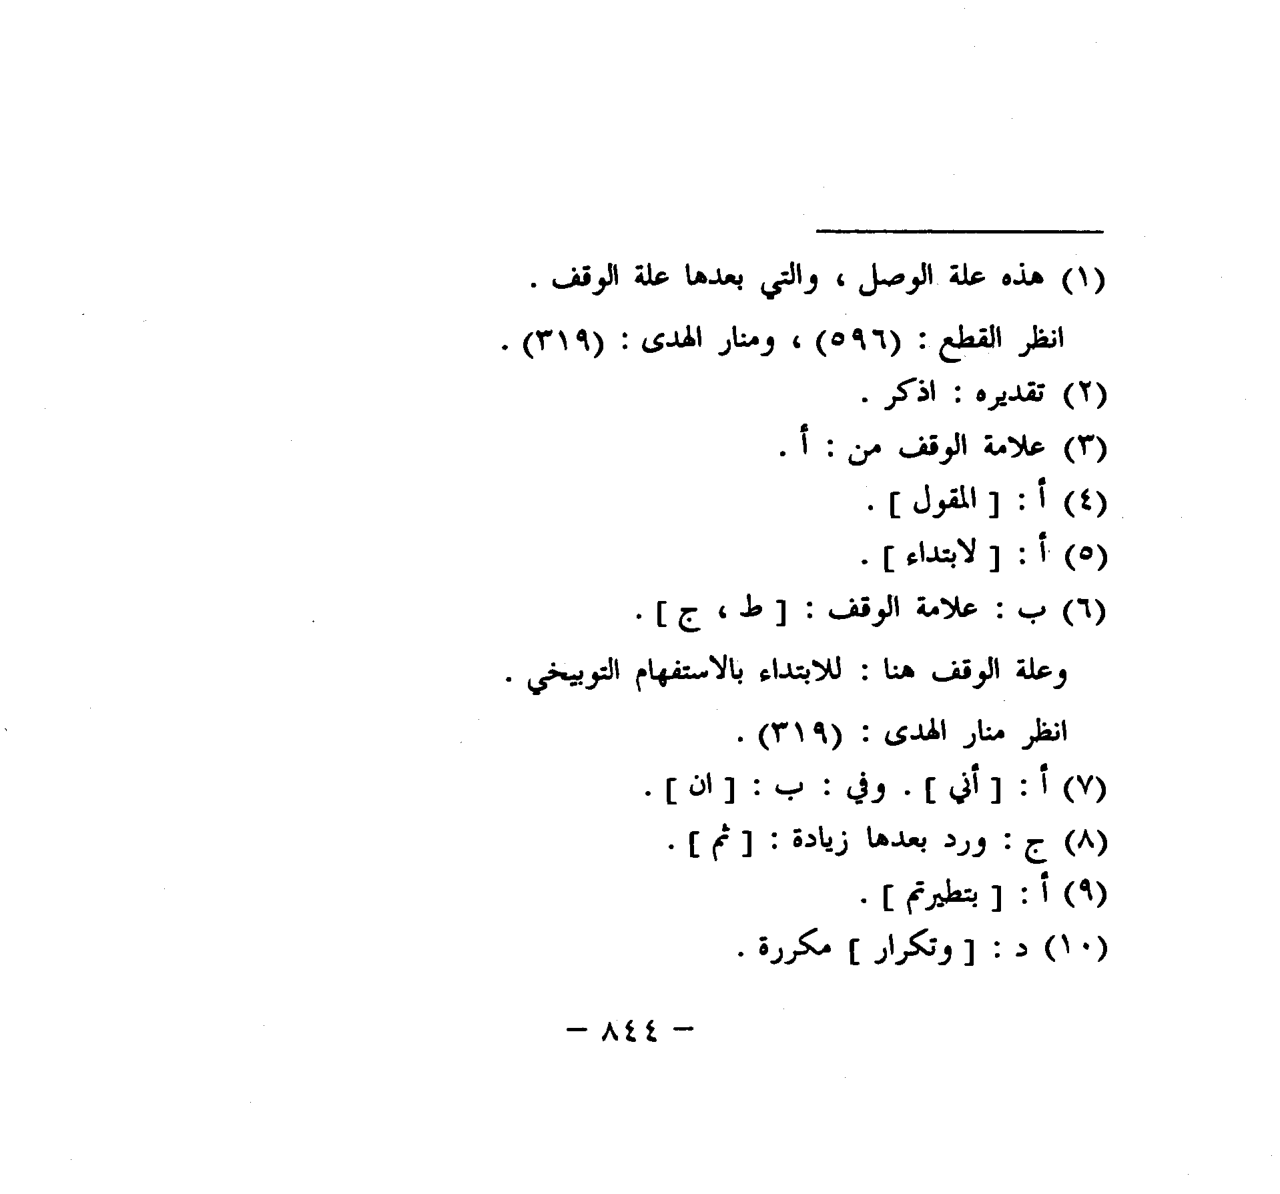 (١) هذه علة الوصل ، والتي بعدها علة الوقف .
انظر القطع : (٥٩٦) ، ومنار الهدى : (٣١٩) .
(٢) تقديره : اذكر .
(٣) علامة الوقف من : أ .
(٤) أ : [ المقول ] .
(٥) أ : [ لابتداء ] .
(٦) ب : علامة الوقف : [ ط ، ج ] .
وعلة الوقف هنا : للابتداء بالاستفهام التوبيخي .
انظر منار الهدى : (٣١٩) .
(٧) أ : [ أني ] . وفي : ب : [ ان ] .
(٨) ج : ورد بعدها زيادة : [ ثم ] .
(٩) أ : [ بتطيرتم ] .
(١٠) د : [ وتكرار ] مكررة .
– ٨٤٤ –